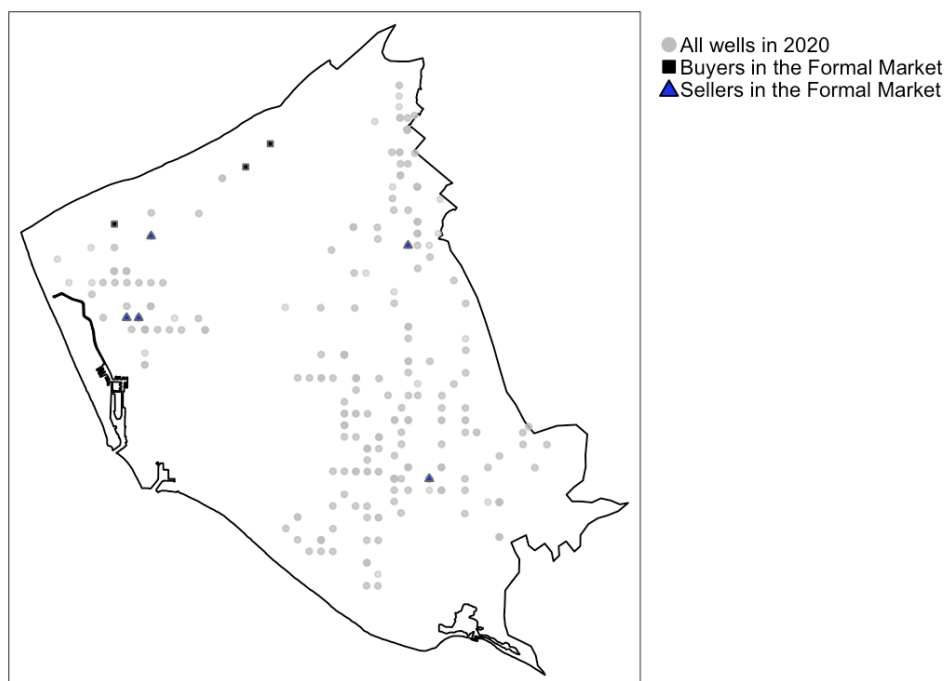 All wells in 2020
Buyers in the Formal Market
Sellers in the Formal Market